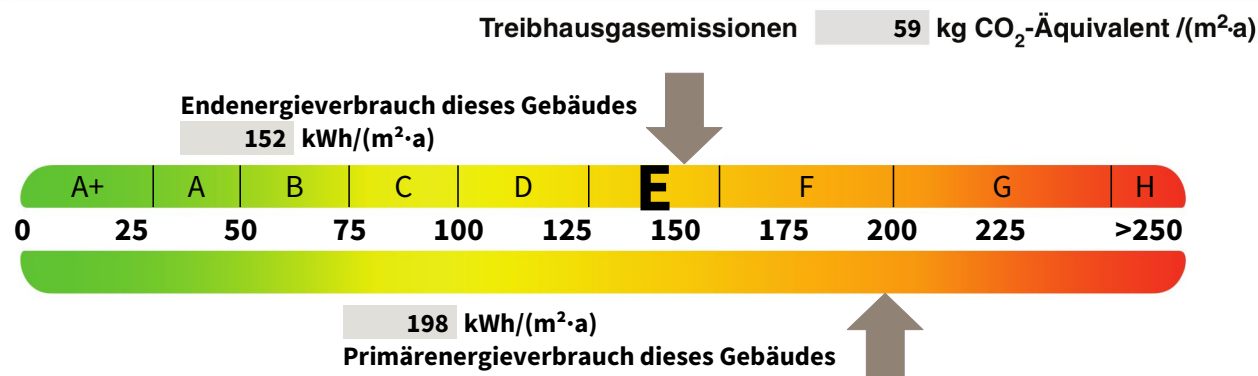 Treibhausgasemissionen 59 kg CO₂-Äquivalent /(m²·a)
Endenergieverbrauch dieses Gebäudes
152 kWh/(m²·a)
A+ A B C D E F G H
0 25 50 75 100 125 150 175 200 225 >250
198 kWh/(m²·a)
Primärenergieverbrauch dieses Gebäudes